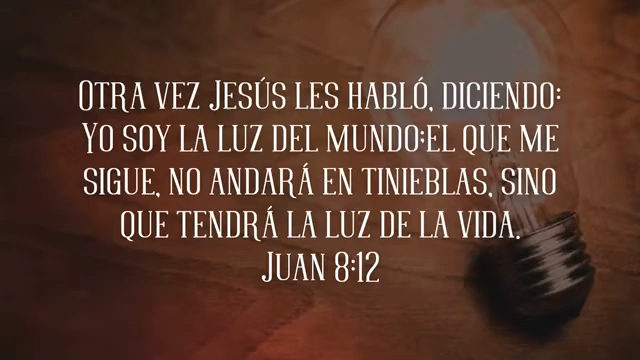 Otra vez Jesús les habló, diciendo:
Yo soy la luz del mundo;el que me
sigue, no andará en tinieblas, sino
que tendrá la luz de la vida.
Juan 8:12